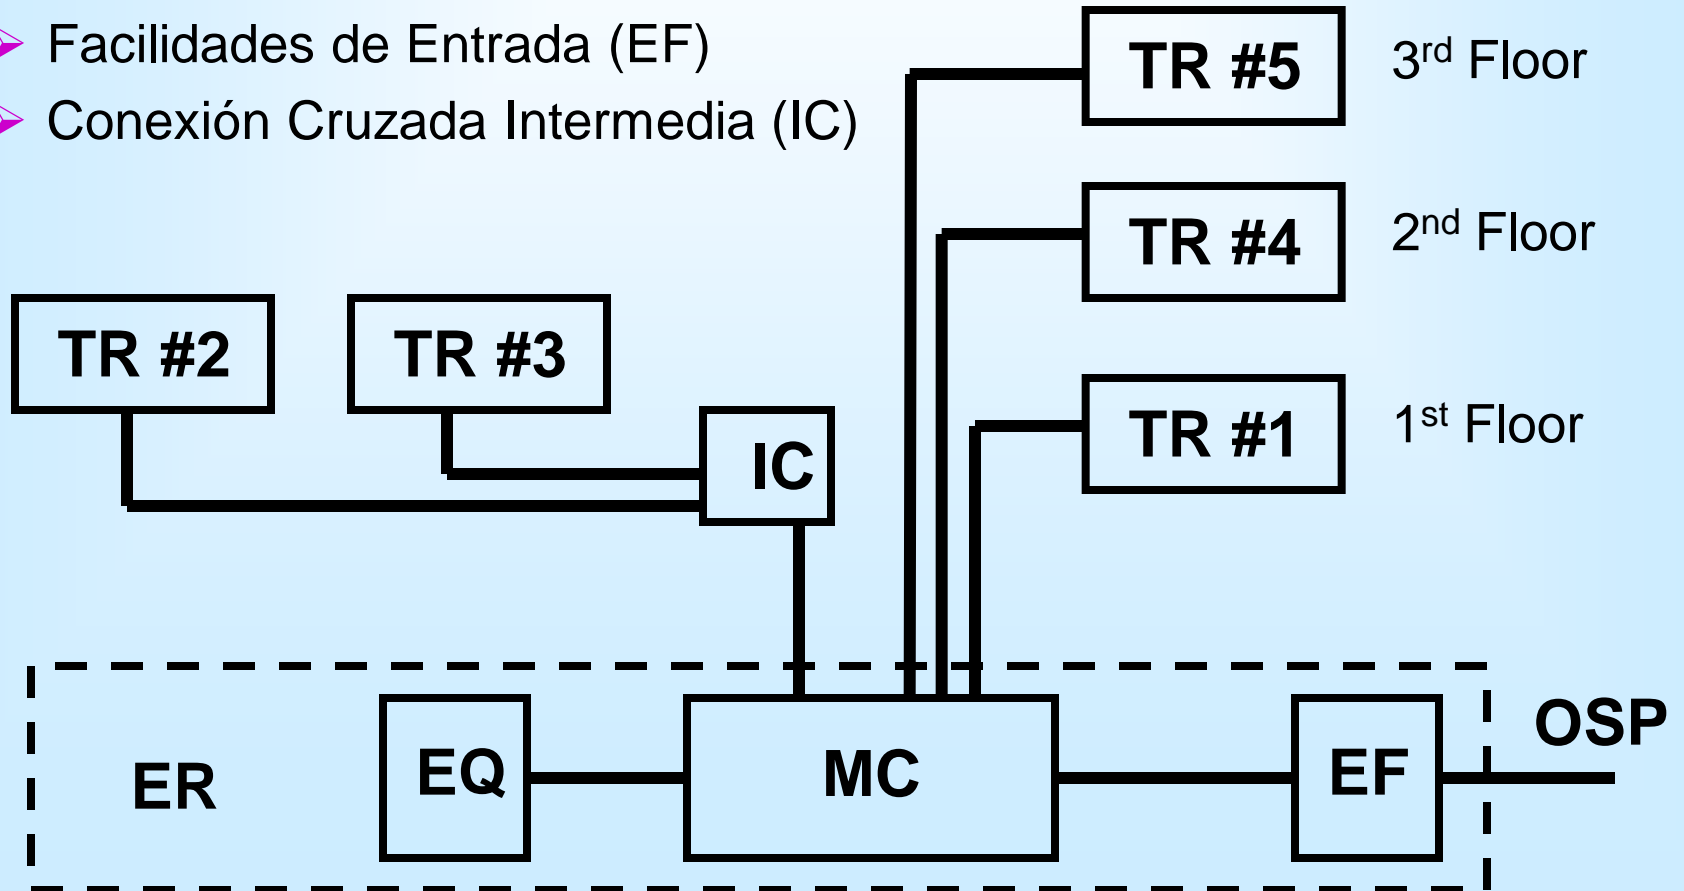 Facilidades de Entrada (EF)
Conexión Cruzada Intermedia (IC)
TR #5 3rd Floor
TR #4 2nd Floor
TR #2 TR #3
TR #1 1st Floor
IC
OSP
ER EQ MC EF